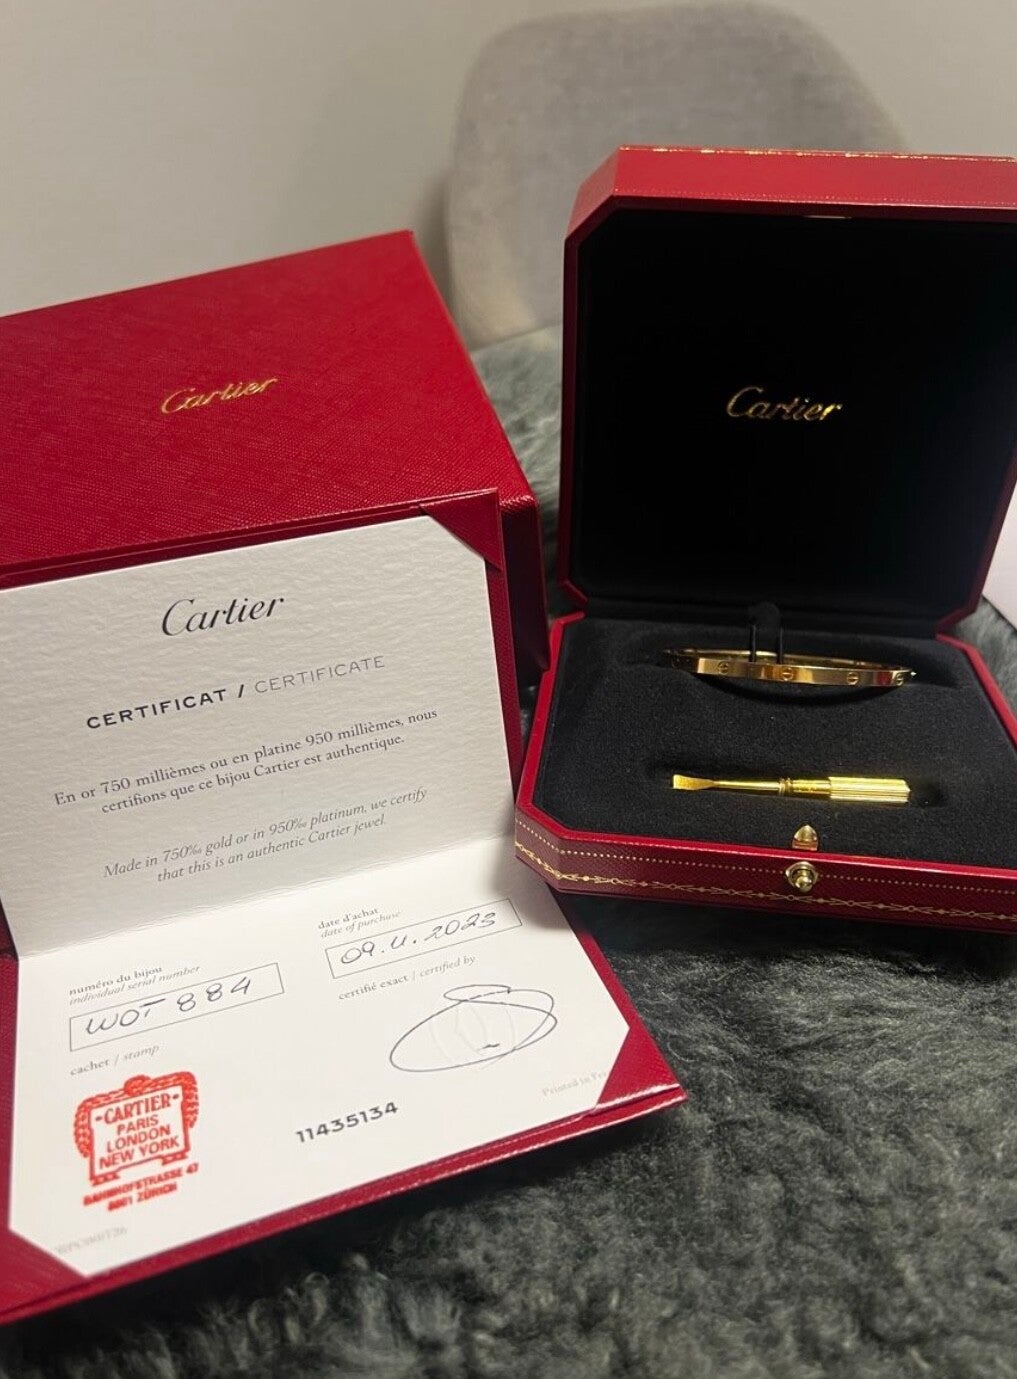 Cartier
Cartier
Cartier
CERTIFICAT / CERTIFICATE
En or 750 millièmes ou en platine 950 millièmes, nous
certifions que ce bijou Cartier est authentique.
Made in 750‰ gold or in 950‰ platinum, we certify
that this is an authentic Cartier jewel.
numéro du bijou
individual serial number
WOT 884
date d'achat
date of purchase
09.11.2023
certifié exact / certified by
cachet / stamp
-CARTIER-
PARIS
LONDON
NEW YORK
BAHNHOFSTRASSE 47
8001 ZÜRICH
11435134
Printed in